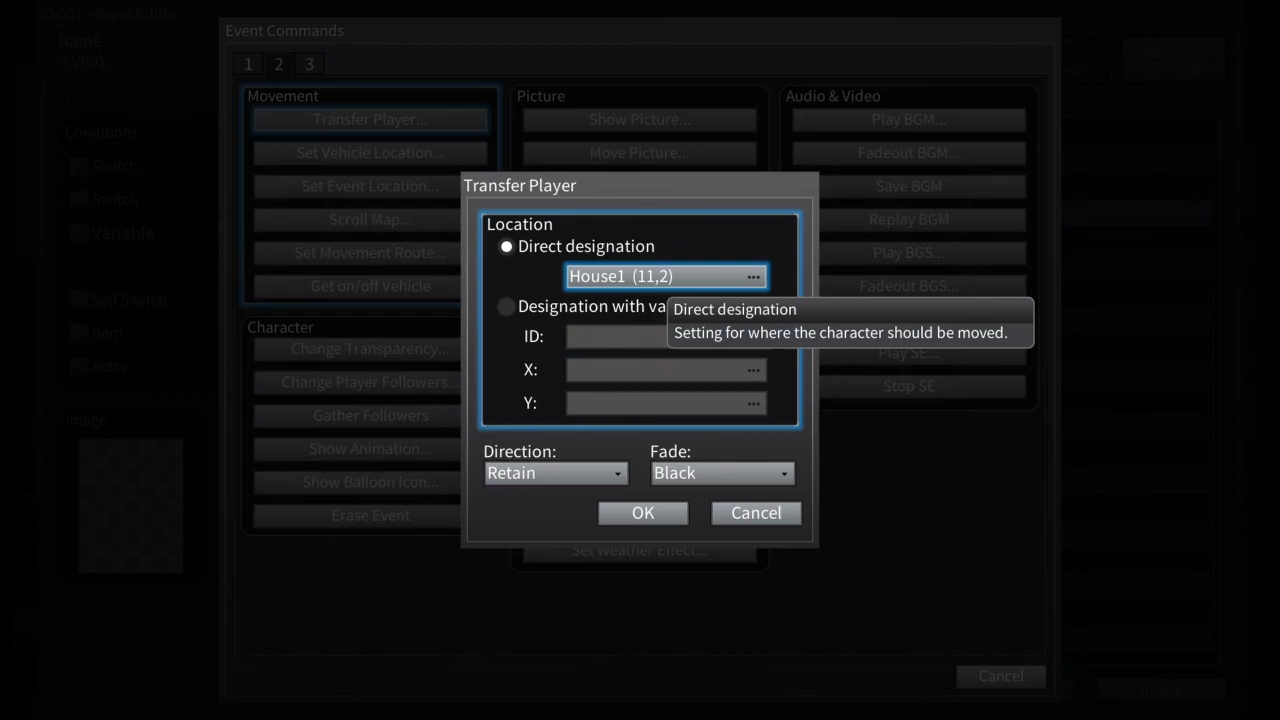 ID:001 - Event Editor
Name
EV001
Event Commands
1 2 3
Movement
Transfer Player...
Set Vehicle Location...
Set Event Location...
Scroll Map...
Set Movement Route...
Get on/off Vehicle
Character
Change Transparency...
Change Player Followers...
Gather Followers
Show Animation...
Show Balloon Icon...
Erase Event
Picture
Show Picture...
Move Picture...
Set Weather Effect...
Audio & Video
Play BGM...
Fadeout BGM...
Save BGM
Replay BGM
Play BGS...
Fadeout BGS...
Play SE...
Stop SE
Cancel
Conditions
Switch
Switch
Variable
Self Switch
Item
Actor
Image
Transfer Player
Location
Direct designation
House1 (11,2) ...
Designation with va
ID:
X: ...
Y: ...
Direct designation
Setting for where the character should be moved.
Direction:
Retain
Fade:
Black
OK
Cancel